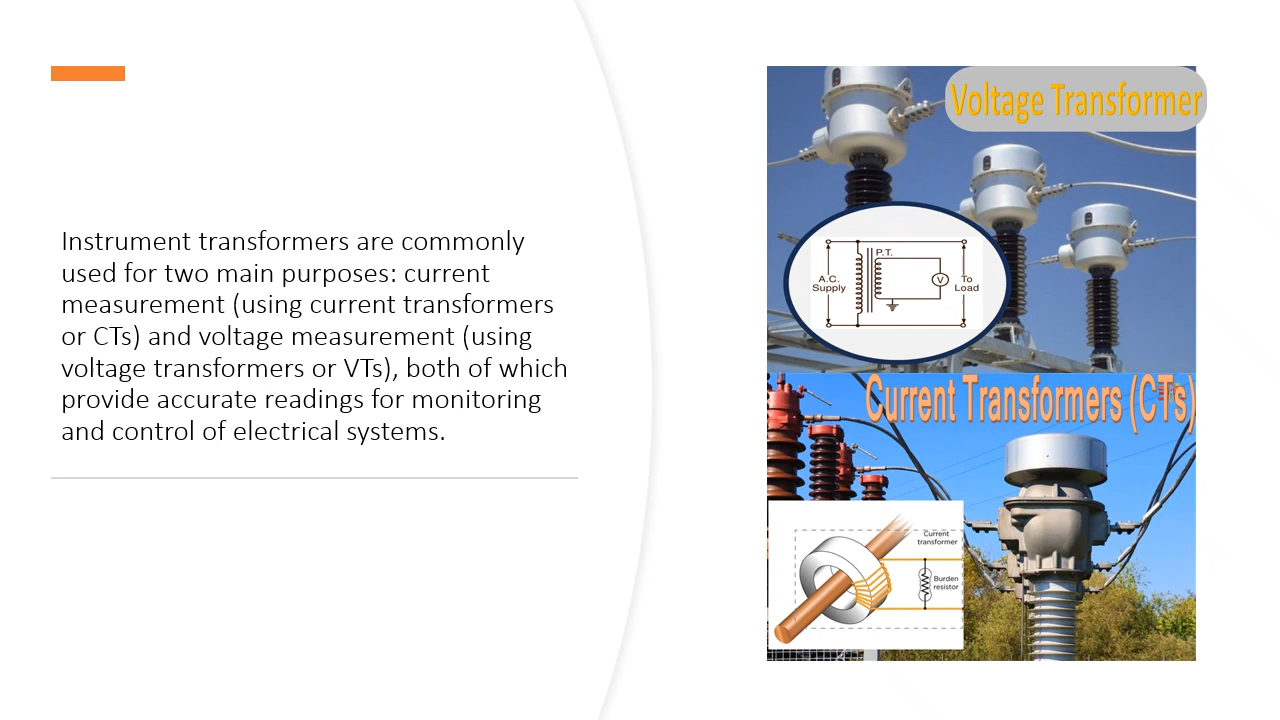 Instrument transformers are commonly
used for two main purposes: current
measurement (using current transformers
or CTs) and voltage measurement (using
voltage transformers or VTs), both of which
provide accurate readings for monitoring
and control of electrical systems.
Voltage Transformer
P.T.
A.C.
Supply
V
To
Load
Current Transformers (CTs)
Current
transformer
Burden
resistor